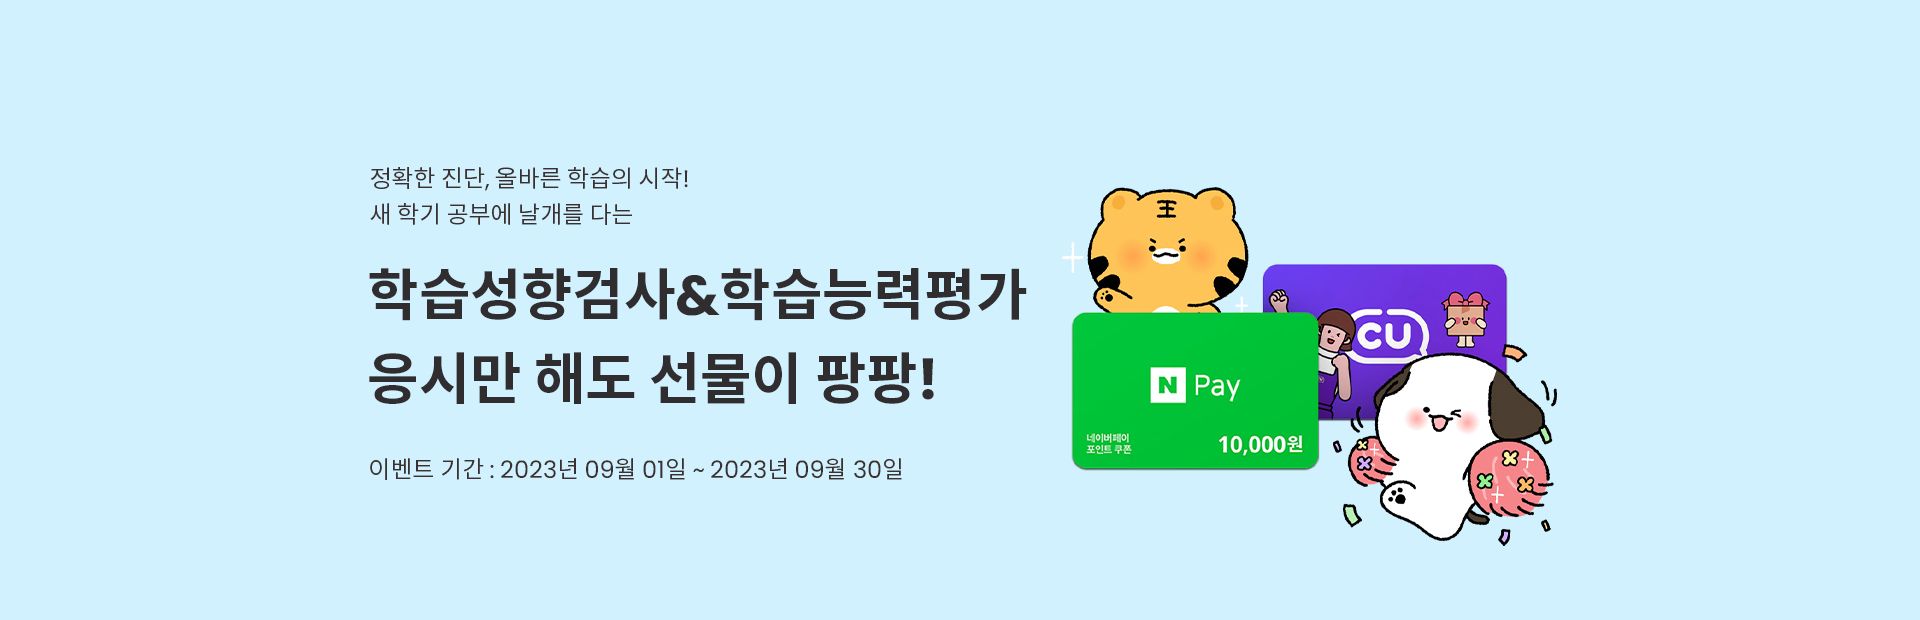 정확한 진단, 올바른 학습의 시작!
새 학기 공부에 날개를 다는
학습성향검사&학습능력평가
응시만 해도 선물이 팡팡!
이벤트 기간 : 2023년 09월 01일 ~ 2023년 09월 30일
王
CU
N Pay
네이버페이
포인트 쿠폰
10,000원